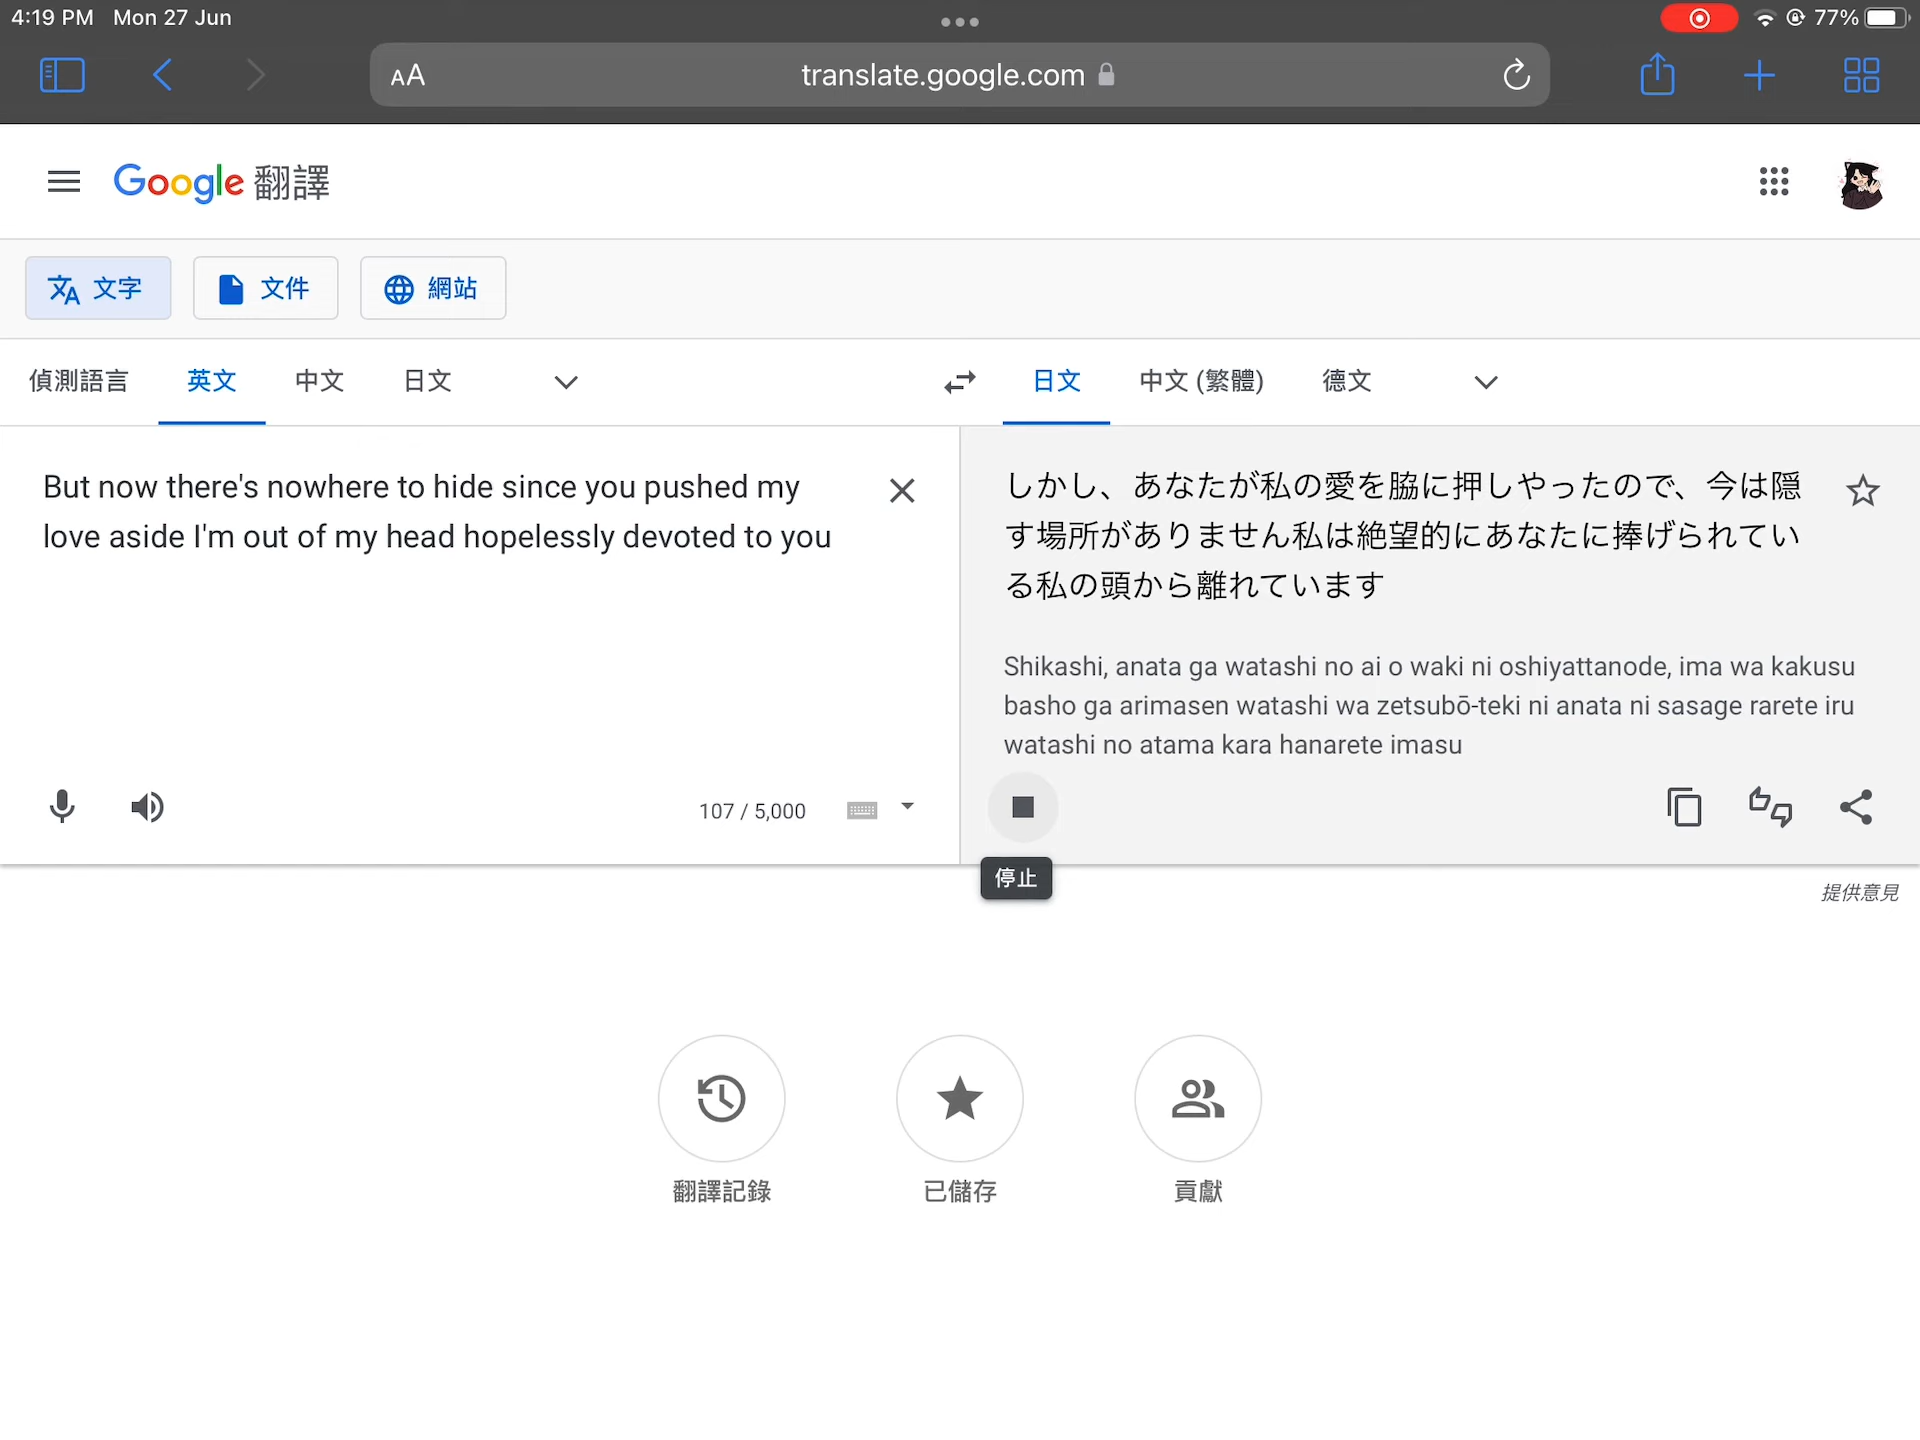 4:19 PM Mon 27 Jun
77%
AA
translate.google.com
Google 翻譯
文字
文件
網站
偵測語言
英文
中文
日文
日文
中文 (繁體)
德文
But now there's nowhere to hide since you pushed my
love aside I'm out of my head hopelessly devoted to you
107 / 5,000
しかし、あなたが私の愛を脇に押しやったので、今は隠
す場所がありません私は絶望的にあなたに捧げられてい
る私の頭から離れています
Shikashi, anata ga watashi no ai o waki ni oshiyattanode, ima wa kakusu
basho ga arimasen watashi wa zetsubō-teki ni anata ni sasage rarete iru
watashi no atama kara hanarete imasu
停止
提供意見
翻譯記錄
已儲存
貢獻